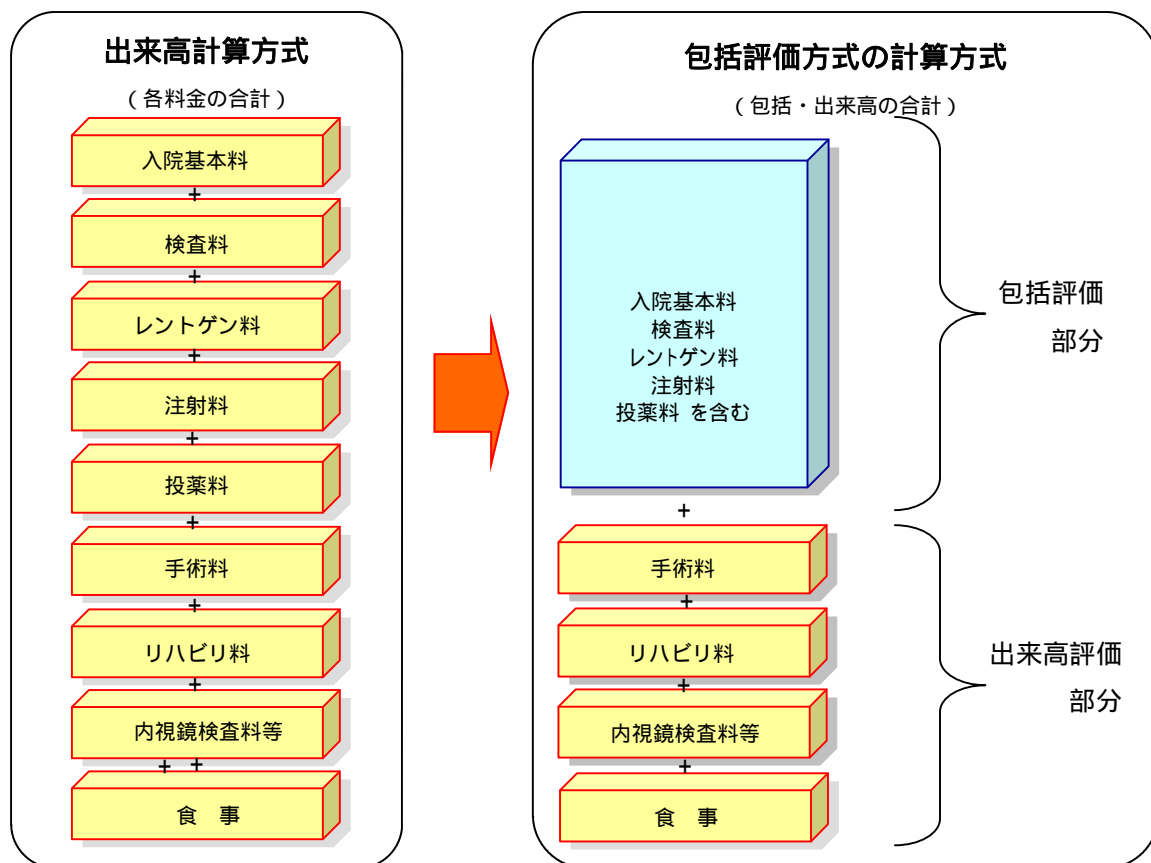 出来高計算方式
(各料金の合計)
入院基本料
+
検査料
+
レントゲン料
+
注射料
+
投薬料
+
手術料
+
リハビリ料
+
内視鏡検査料等
+ +
食 事
包括評価方式の計算方式
(包括・出来高の合計)
入院基本料
検査料
レントゲン料
注射料
投薬料 を含む
+
手術料
+
リハビリ料
+
内視鏡検査料等
+
食 事
包括評価
部分
出来高評価
部分